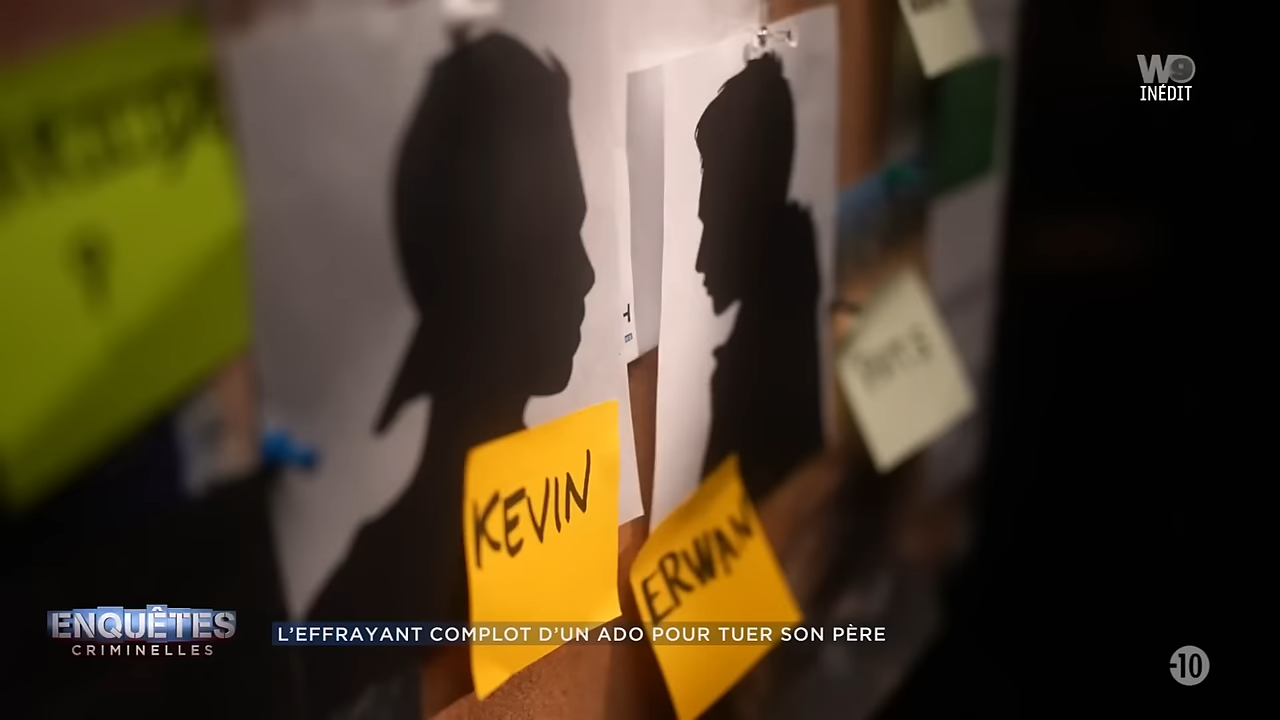 W9
INÉDIT
KEVIN
ERWAN
ENQUÊTES
CRIMINELLES
L'EFFRAYANT COMPLOT D'UN ADO POUR TUER SON PÈRE
-10